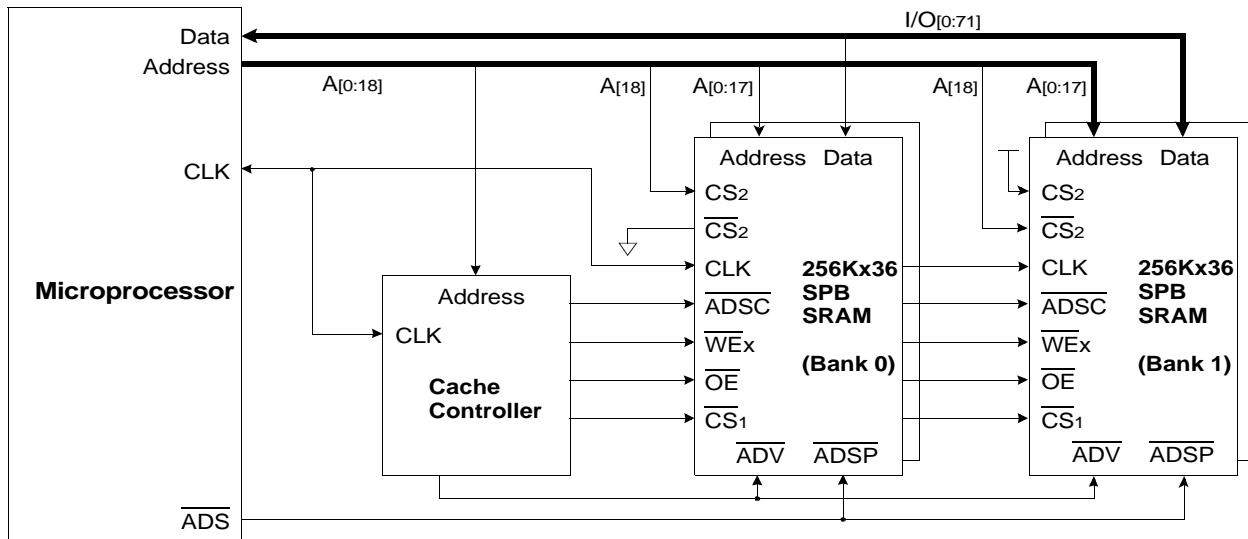 I/O[0:71]
Data
Address
A[0:18]
A[18]
A[0:17]
A[18]
A[0:17]
CLK
Microprocessor
ADS
Address
CLK
Cache
Controller
Address Data
CS2
CS2
CLK
ADSC
WEx
OE
CS1
ADV ADSP
256Kx36
SPB
SRAM
(Bank 0)
Address Data
CS2
CS2
CLK
ADSC
WEx
OE
CS1
ADV ADSP
256Kx36
SPB
SRAM
(Bank 1)